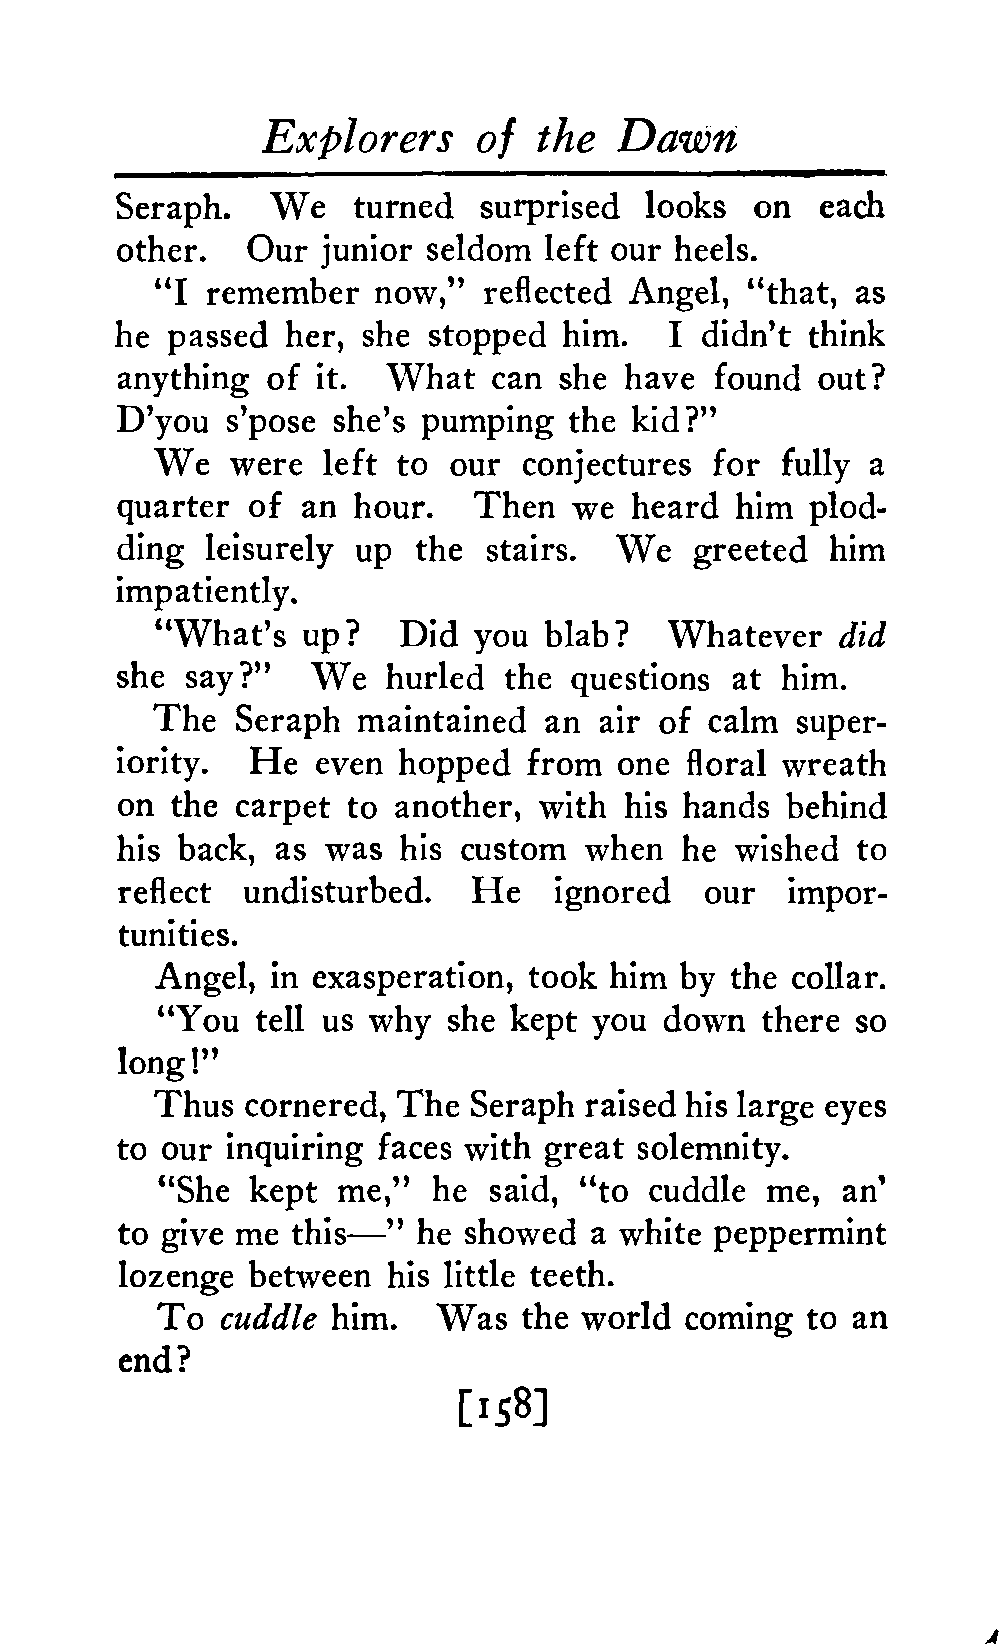 Explorers of the Dawn
Seraph. We turned surprised looks on each
other. Our junior seldom left our heels.
"I remember now," reflected Angel, "that, as
he passed her, she stopped him. I didn't think
anything of it. What can she have found out?
D'you s'pose she's pumping the kid?"
We were left to our conjectures for fully a
quarter of an hour. Then we heard him plod-
ding leisurely up the stairs. We greeted him
impatiently.
"What's up? Did you blab? Whatever did
she say?" We hurled the questions at him.
The Seraph maintained an air of calm super-
iority. He even hopped from one floral wreath
on the carpet to another, with his hands behind
his back, as was his custom when he wished to
reflect undisturbed. He ignored our impor-
tunities.
Angel, in exasperation, took him by the collar.
"You tell us why she kept you down there so
long!"
Thus cornered, The Seraph raised his large eyes
to our inquiring faces with great solemnity.
"She kept me," he said, "to cuddle me, an'
to give me this—" he showed a white peppermint
lozenge between his little teeth.
To cuddle him. Was the world coming to an
end?
[158]